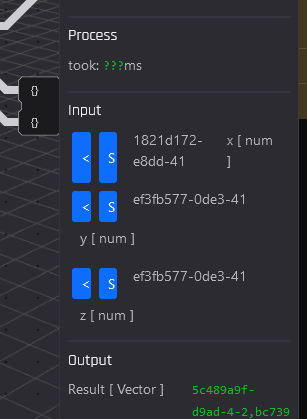 Process
took: ???ms
{}
{}
Input
< S 1821d172- x [ num
e8dd-41 ]
< S ef3fb577-0de3-41
y [ num ]
< S ef3fb577-0de3-41
z [ num ]
Output
Result [ Vector ] 5c489a9f-
d9ad-4-2,bc739